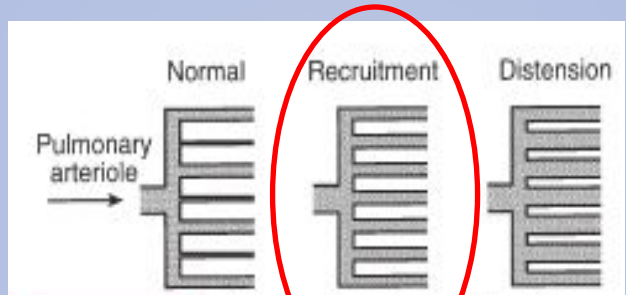 Normal
Recruitment
Distension
Pulmonary
arteriole